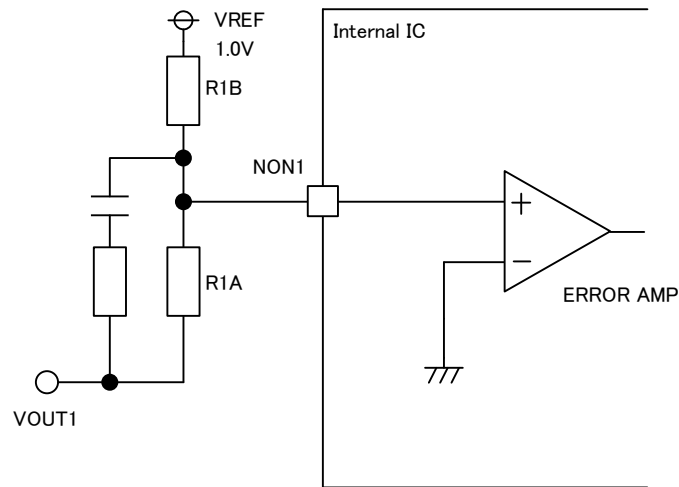 VREF
1.0V
Internal IC
R1B
NON1
+
−
R1A
ERROR AMP
VOUT1